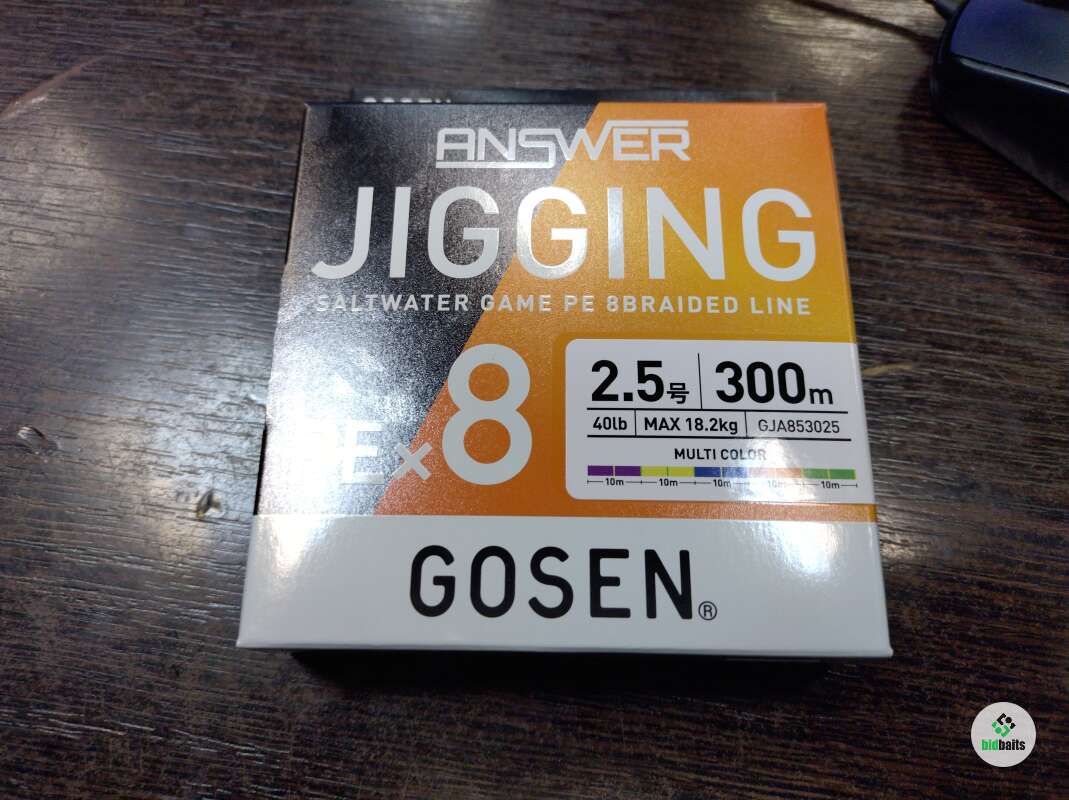 ANSWER
JIGGING
SALTWATER GAME PE 8BRAIDED LINE
PE×8
2.5号 300m
40lb MAX 18.2kg GJA853025
MULTI COLOR
10m 10m 10m 10m
GOSEN®
bidbaits